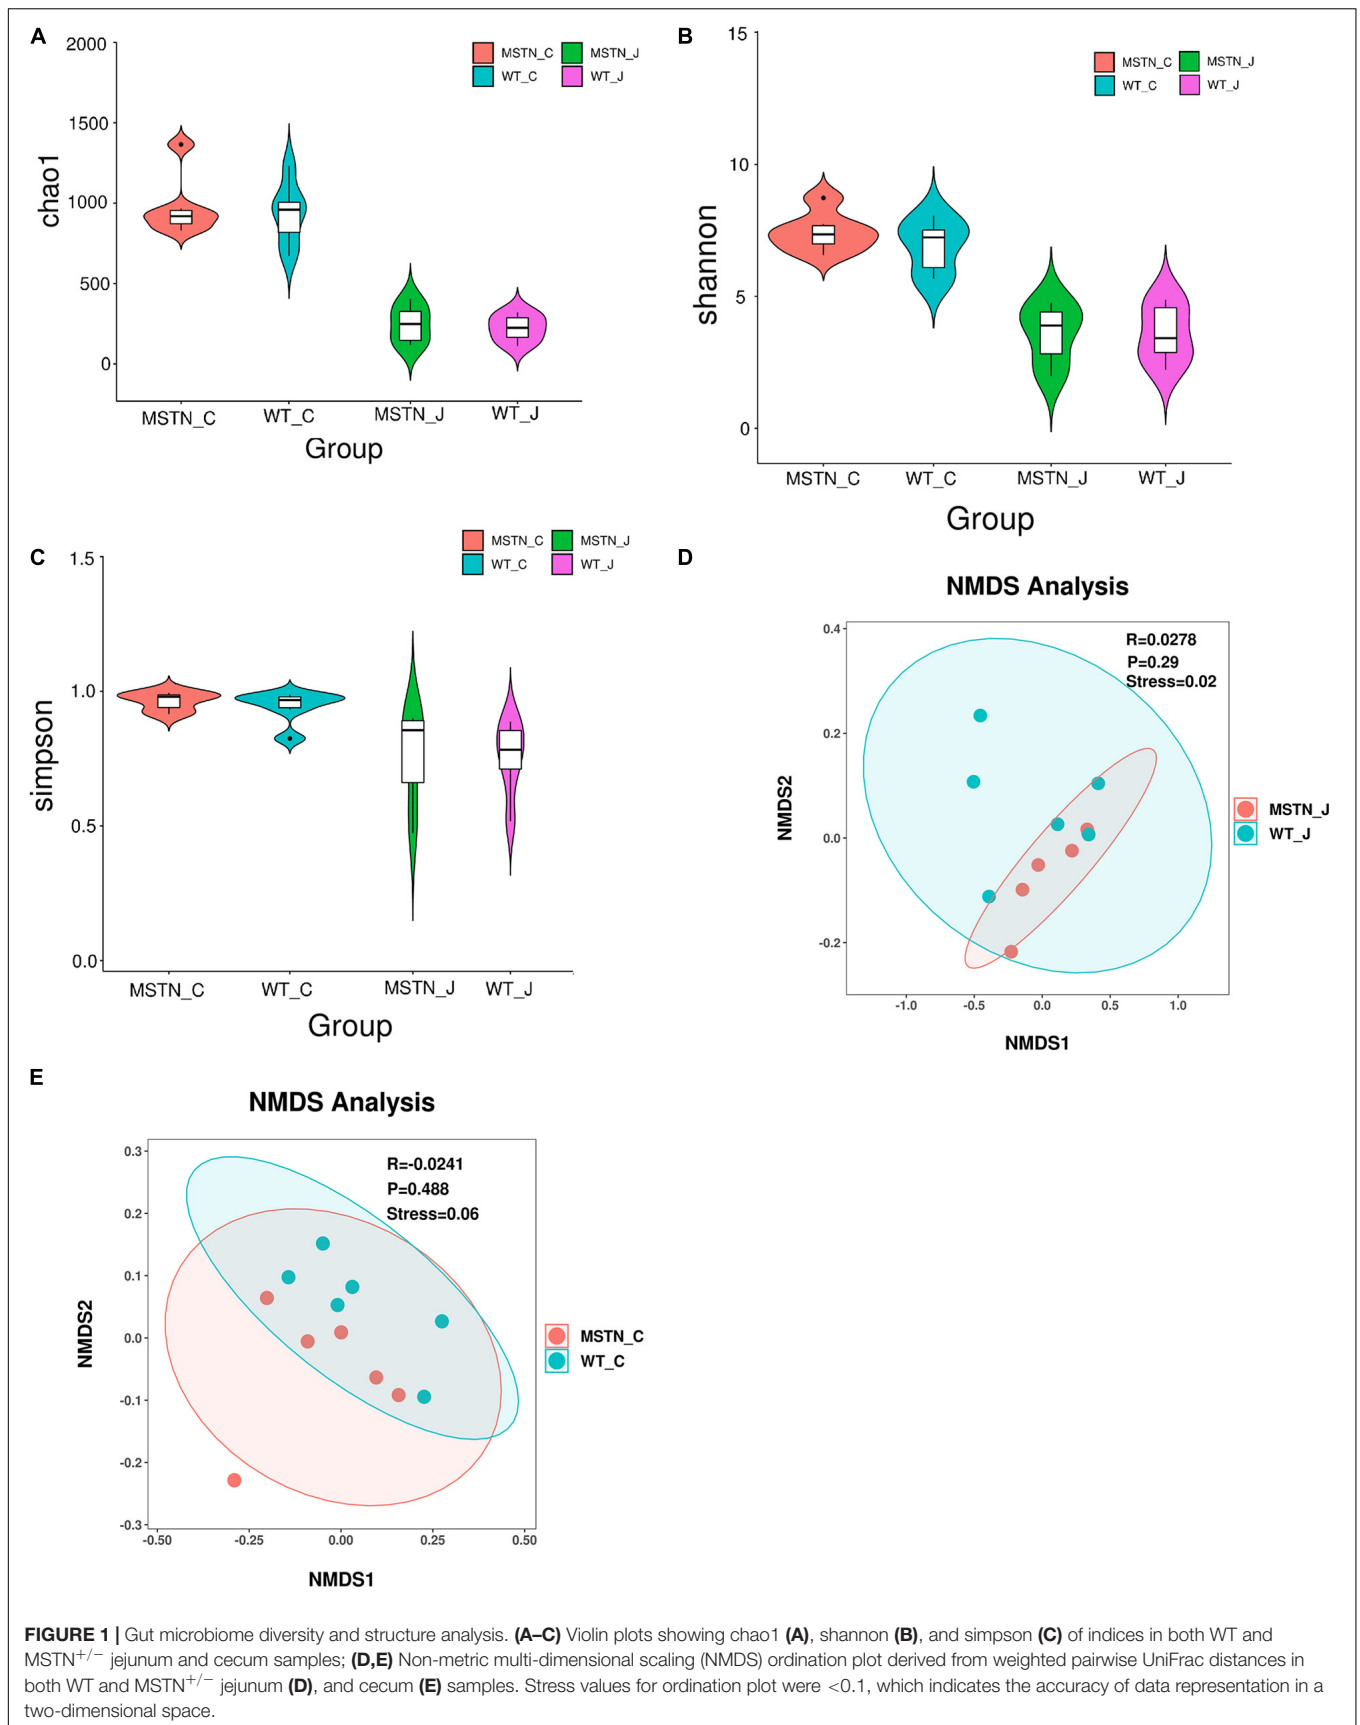 A
2000
1500
1000
500
0
chao1
MSTN_C MSTN_J
WT_C WT_J
MSTN_C WT_C MSTN_J WT_J
Group
B
15
10
5
0
shannon
MSTN_C MSTN_J
WT_C WT_J
MSTN_C WT_C MSTN_J WT_J
Group
C
1.5
1.0
0.5
0.0
simpson
MSTN_C MSTN_J
WT_C WT_J
MSTN_C WT_C MSTN_J WT_J
Group
D
NMDS Analysis
R=0.0278
P=0.29
Stress=0.02
0.4
0.2
0.0
-0.2
NMDS2
-1.0 -0.5 0.0 0.5 1.0
NMDS1
MSTN_J
WT_J
E
NMDS Analysis
R=-0.0241
P=0.488
Stress=0.06
0.3
0.2
0.1
0.0
-0.1
-0.2
-0.3
NMDS2
-0.50 -0.25 0.00 0.25 0.50
NMDS1
MSTN_C
WT_C
FIGURE 1 | Gut microbiome diversity and structure analysis. (A–C) Violin plots showing chao1 (A), shannon (B), and simpson (C) of indices in both WT and
MSTN+/− jejunum and cecum samples; (D,E) Non-metric multi-dimensional scaling (NMDS) ordination plot derived from weighted pairwise UniFrac distances in
both WT and MSTN+/− jejunum (D), and cecum (E) samples. Stress values for ordination plot were <0.1, which indicates the accuracy of data representation in a
two-dimensional space.